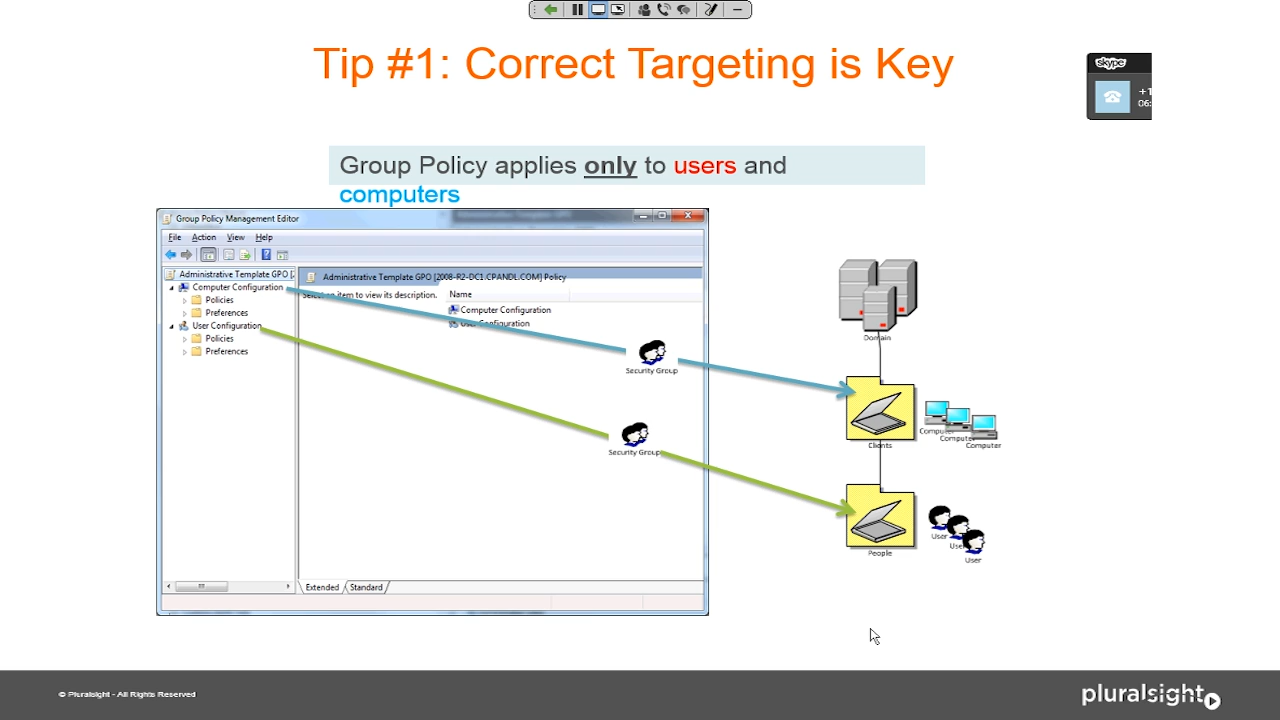 Tip #1: Correct Targeting is Key
skype
+1
06:
Group Policy applies only to users and
computers
Group Policy Management Editor
File Action View Help
Administrative Template GPO [
Computer Configuration
Policies
Preferences
User Configuration
Policies
Preferences
Administrative Template GPO [2008-R2-DC1.CPANDL.COM] Policy
Select an item to view its description.
Name
Computer Configuration
User Configuration
Security Group
Security Group
Extended Standard
Domain
Clients
Computer
Computer
Computer
People
User
User
User
© Pluralsight - All Rights Reserved
pluralsight